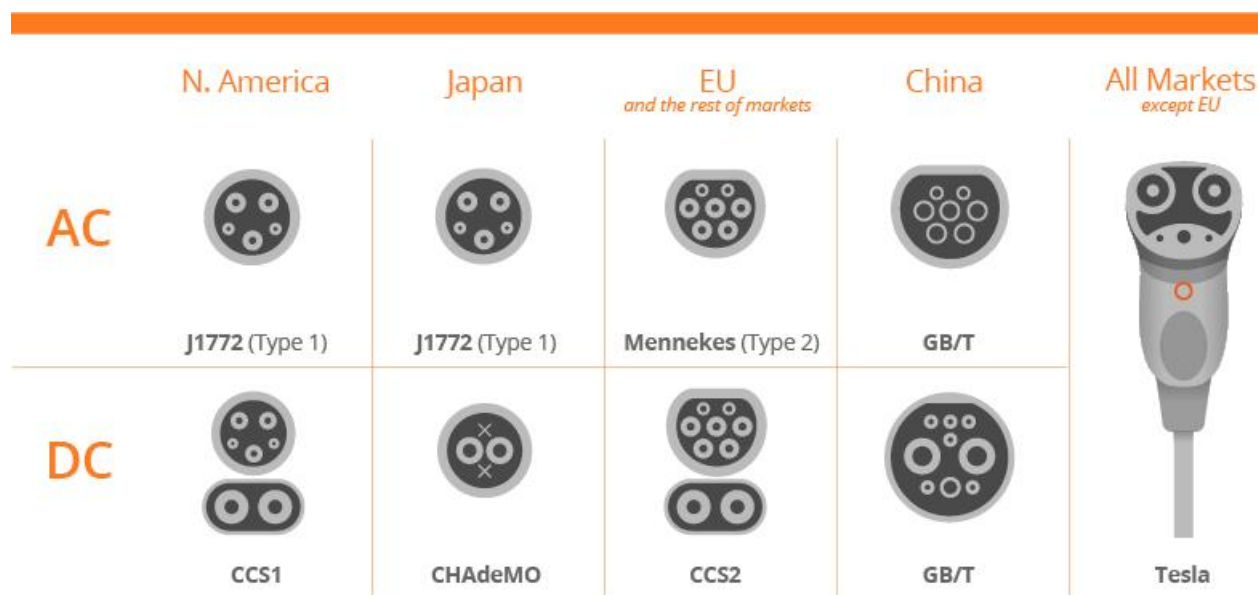 N. America
Japan
EU
and the rest of markets
China
All Markets
except EU
AC
J1772 (Type 1)
J1772 (Type 1)
Mennekes (Type 2)
GB/T
DC
CCS1
CHAdeMO
CCS2
GB/T
Tesla